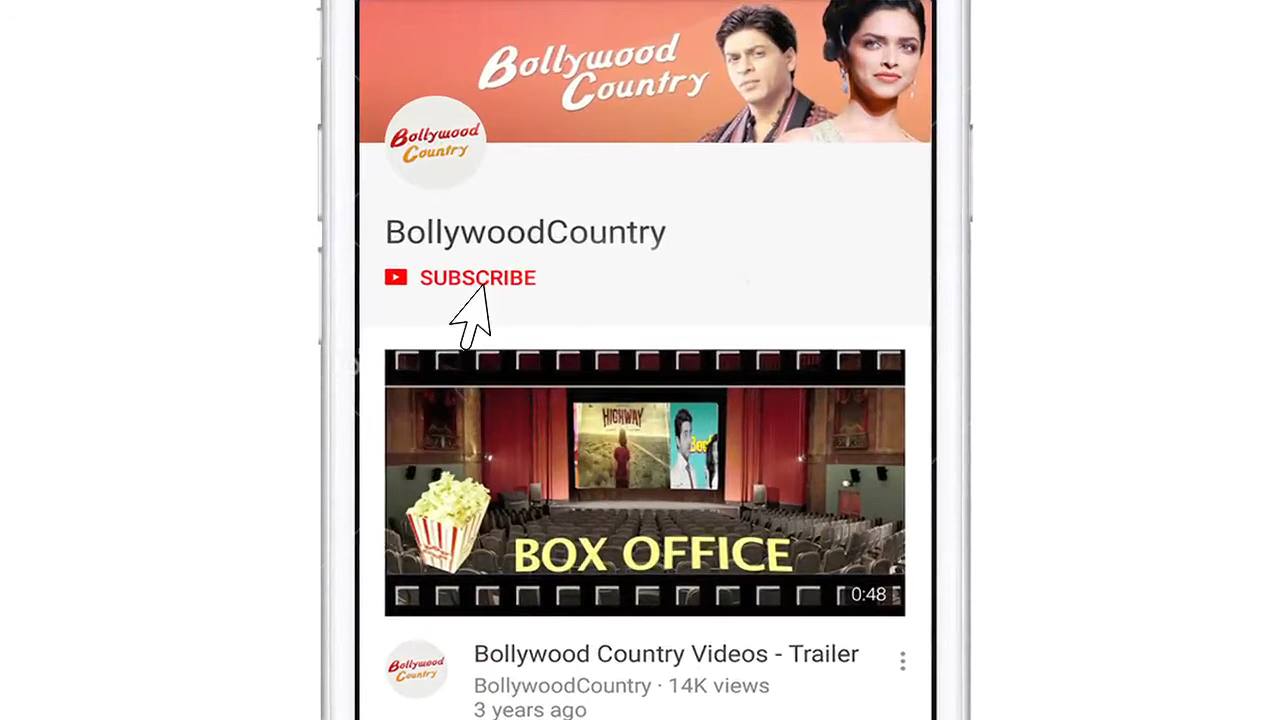 Bollywood
Country
Bollywood
Country
BollywoodCountry
SUBSCRIBE
HIGHWAY
BOX OFFICE
0:48
Bollywood Country Videos - Trailer
Bollywood
Country
BollywoodCountry · 14K views
3 years ago